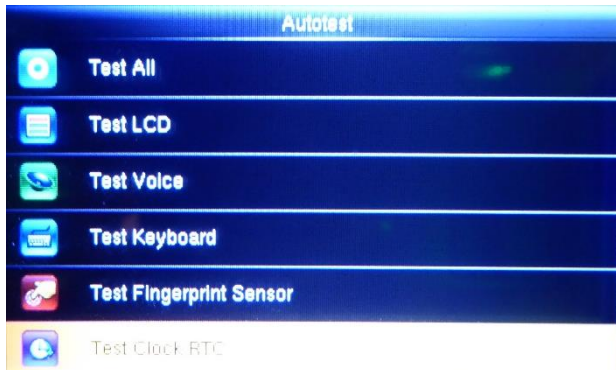 Autotest
Test All
Test LCD
Test Voice
Test Keyboard
Test Fingerprint Sensor
Test Clock RTC